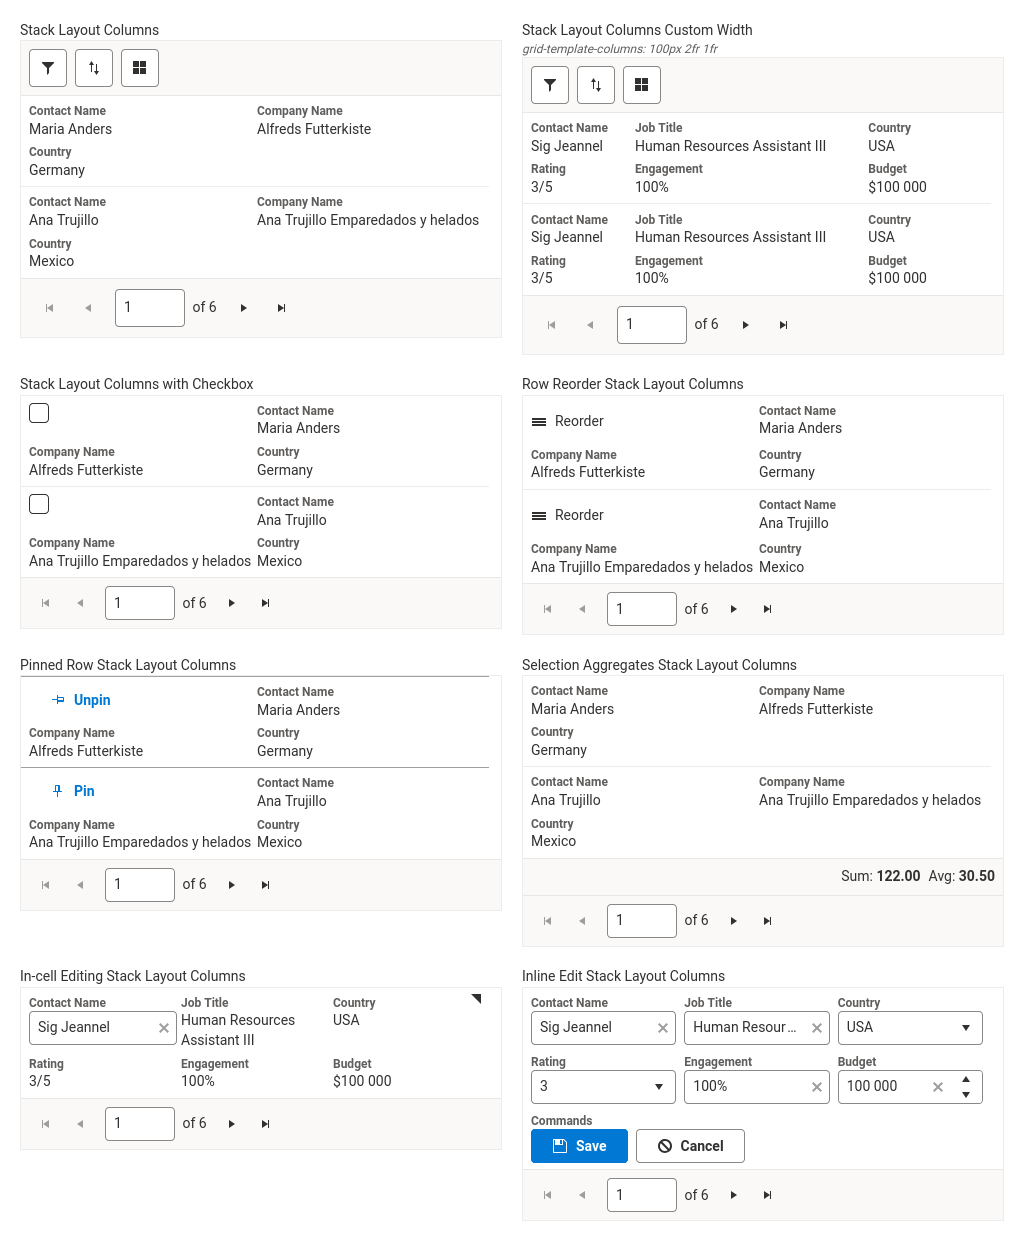 Stack Layout Columns
Contact Name Company Name
Maria Anders Alfreds Futterkiste
Country
Germany
Contact Name Company Name
Ana Trujillo Ana Trujillo Emparedados y helados
Country
Mexico
1 of 6
Stack Layout Columns Custom Width
grid-template-columns: 100px 2fr 1fr
Contact Name Job Title Country
Sig Jeannel Human Resources Assistant III USA
Rating Engagement Budget
3/5 100% $100 000
Contact Name Job Title Country
Sig Jeannel Human Resources Assistant III USA
Rating Engagement Budget
3/5 100% $100 000
1 of 6
Stack Layout Columns with Checkbox
Contact Name
Maria Anders
Company Name Country
Alfreds Futterkiste Germany
Contact Name
Ana Trujillo
Company Name Country
Ana Trujillo Emparedados y helados Mexico
1 of 6
Row Reorder Stack Layout Columns
Contact Name
Reorder Maria Anders
Company Name Country
Alfreds Futterkiste Germany
Contact Name
Reorder Ana Trujillo
Company Name Country
Ana Trujillo Emparedados y helados Mexico
1 of 6
Pinned Row Stack Layout Columns
Contact Name
Unpin Maria Anders
Company Name Country
Alfreds Futterkiste Germany
Contact Name
Pin Ana Trujillo
Company Name Country
Ana Trujillo Emparedados y helados Mexico
1 of 6
Selection Aggregates Stack Layout Columns
Contact Name Company Name
Maria Anders Alfreds Futterkiste
Country
Germany
Contact Name Company Name
Ana Trujillo Ana Trujillo Emparedados y helados
Country
Mexico
Sum: 122.00 Avg: 30.50
1 of 6
In-cell Editing Stack Layout Columns
Contact Name Job Title Country
Sig Jeannel Human Resources USA
Assistant III
Rating Engagement Budget
3/5 100% $100 000
1 of 6
Inline Edit Stack Layout Columns
Contact Name Job Title Country
Sig Jeannel Human Resour... USA
Rating Engagement Budget
3 100% 100 000
Commands
Save Cancel
1 of 6